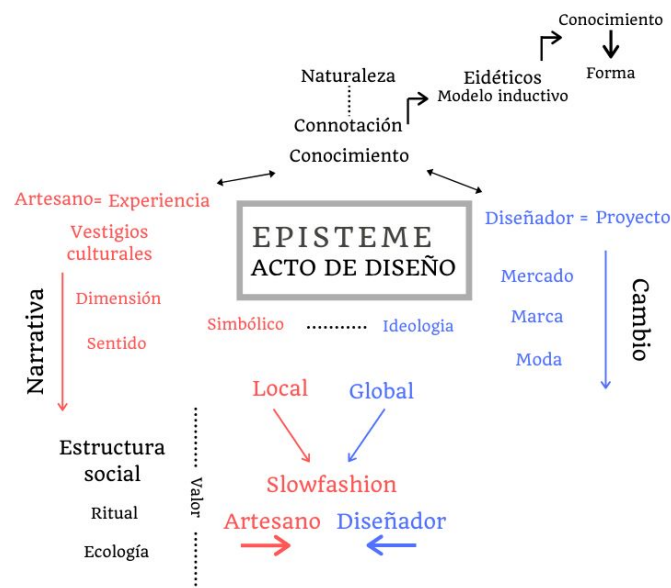 Conocimiento
Forma
Naturaleza
Eidéticos
Modelo inductivo
Connotación
Conocimiento
Artesano= Experiencia
Vestigios
culturales
Dimensión
Sentido
Narrativa
EPISTEME
ACTO DE DISEÑO
Diseñador = Proyecto
Mercado
Marca
Moda
Cambio
Simbólico
Ideologia
Local
Global
Slowfashion
Artesano
Diseñador
Estructura
social
Ritual
Ecología
Valor